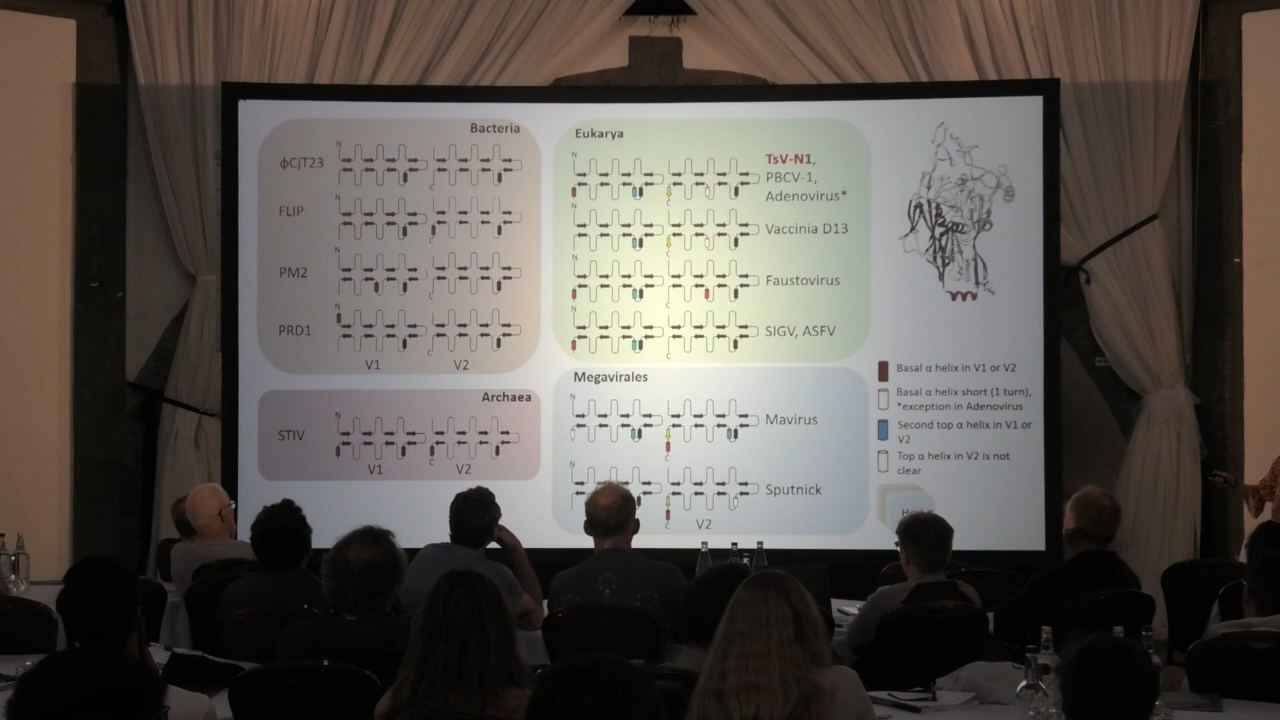 Bacteria
ϕCjT23
FLIP
PM2
PRD1
V1 V2
Archaea
STIV
V1 V2
Eukarya
TsV-N1,
PBCV-1,
Adenovirus*
Vaccinia D13
Faustovirus
SIGV, ASFV
Megavirales
Mavirus
Sputnick
V2
Basal α helix in V1 or V2
Basal α helix short (1 turn),
*exception in Adenovirus
Second top α helix in V1 or
V2
Top α helix in V2 is not
clear